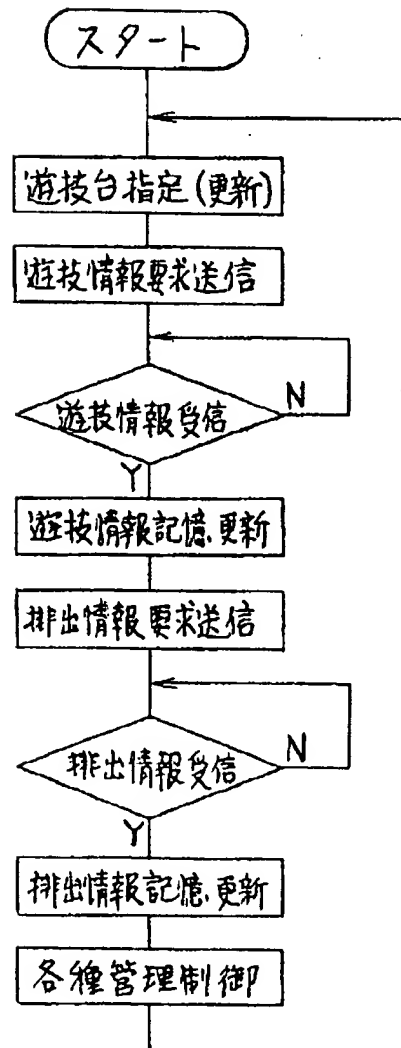 スタート
遊技台指定(更新)
遊技情報要求送信
遊技情報受信
N
Y
遊技情報記憶、更新
排出情報要求送信
排出情報受信
N
Y
排出情報記憶、更新
各種管理制御